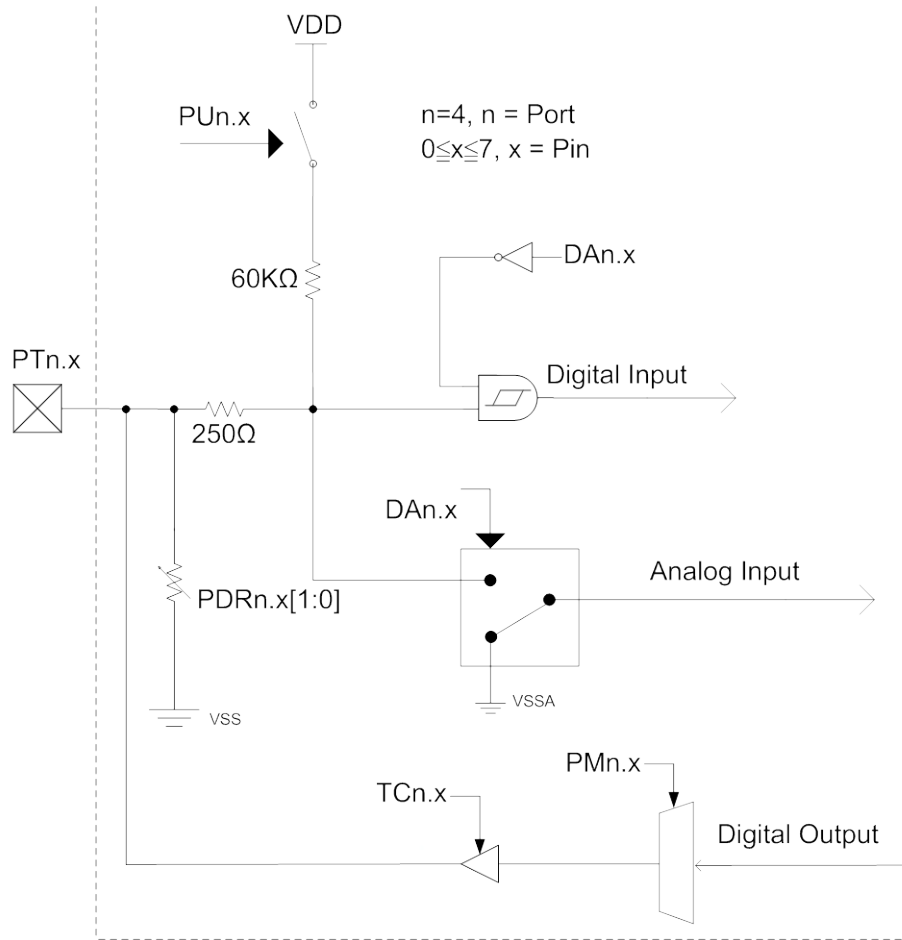 VDD
PUn.x
n=4, n = Port
0≦x≦7, x = Pin
DAn.x
60KΩ
PTn.x
Digital Input
250Ω
DAn.x
Analog Input
PDRn.x[1:0]
VSSA
VSS
PMn.x
TCn.x
Digital Output